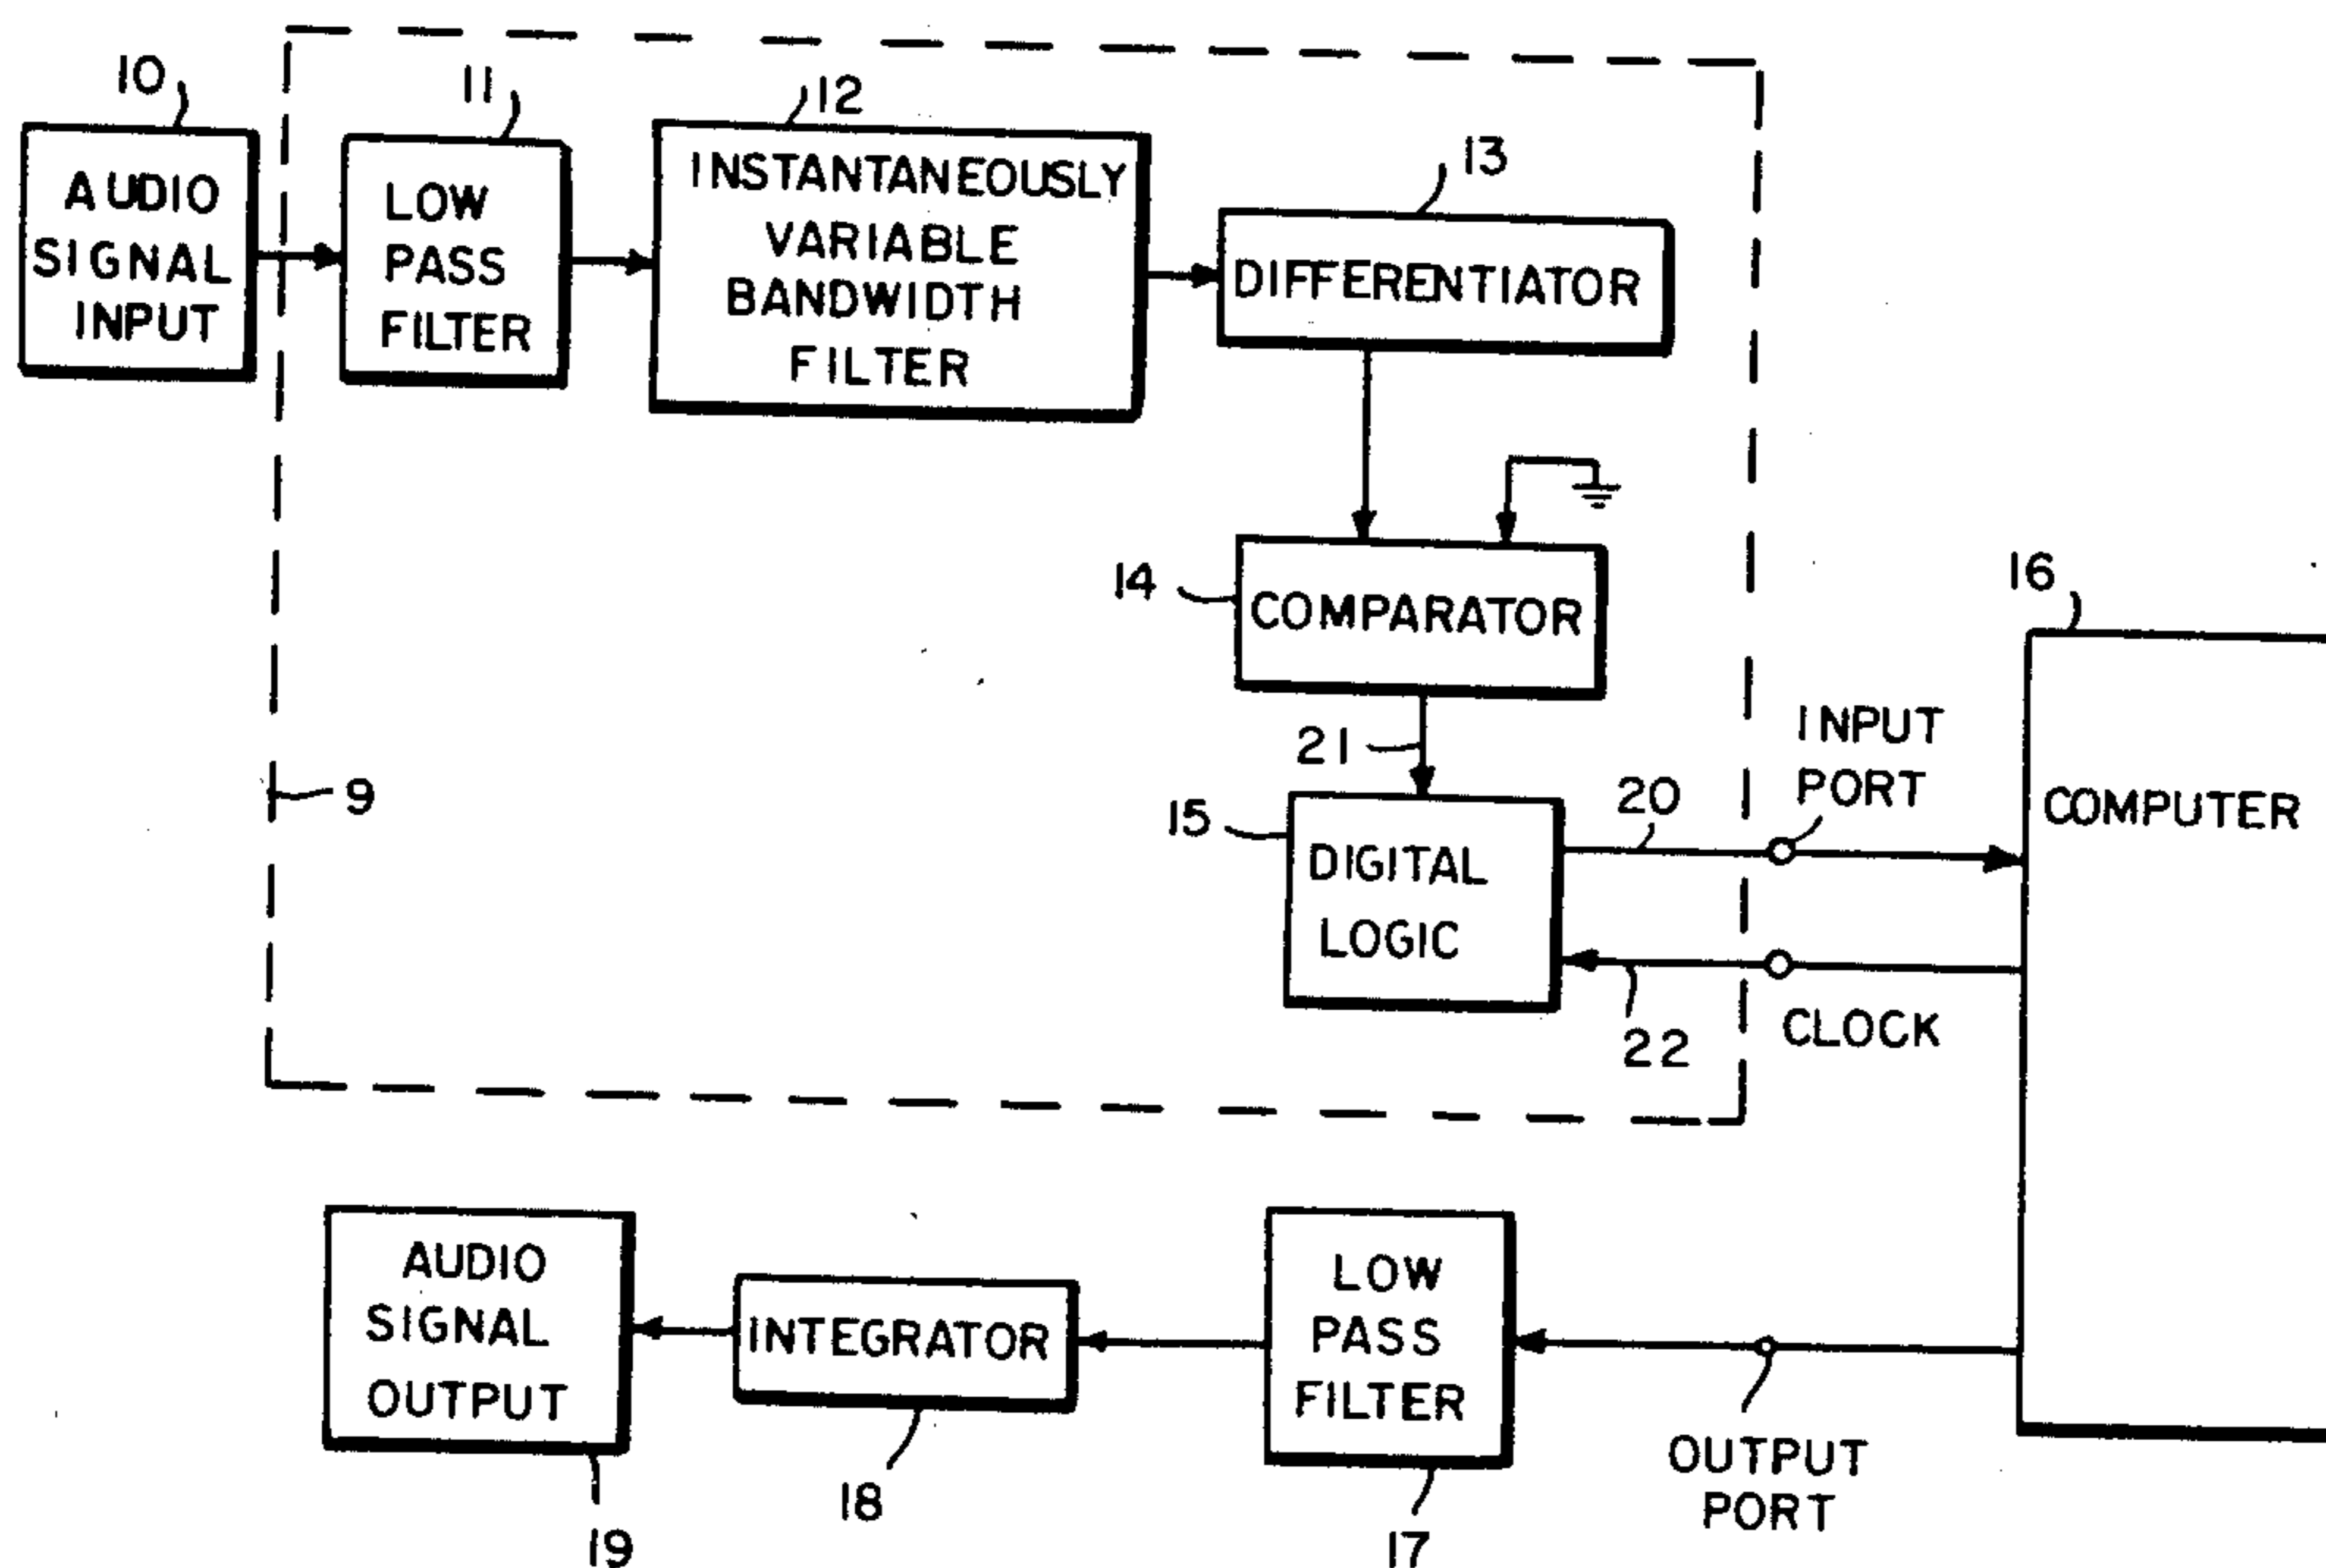 10
AUDIO
SIGNAL
INPUT
11
LOW
PASS
FILTER
12
INSTANTANEOUSLY
VARIABLE
BANDWIDTH
FILTER
13
DIFFERENTIATOR
14
COMPARATOR
21
9
15
DIGITAL
LOGIC
20
INPUT
PORT
22
CLOCK
16
COMPUTER
AUDIO
SIGNAL
OUTPUT
19
INTEGRATOR
18
LOW
PASS
FILTER
17
OUTPUT
PORT